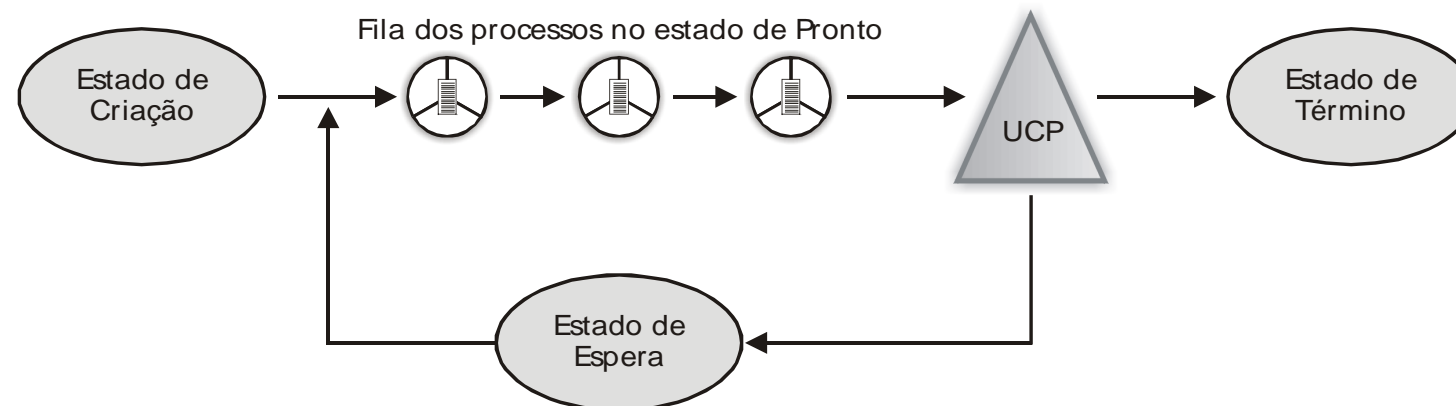 Fila dos processos no estado de Pronto
Estado de
Criação
UCP
Estado de
Término
Estado de
Espera